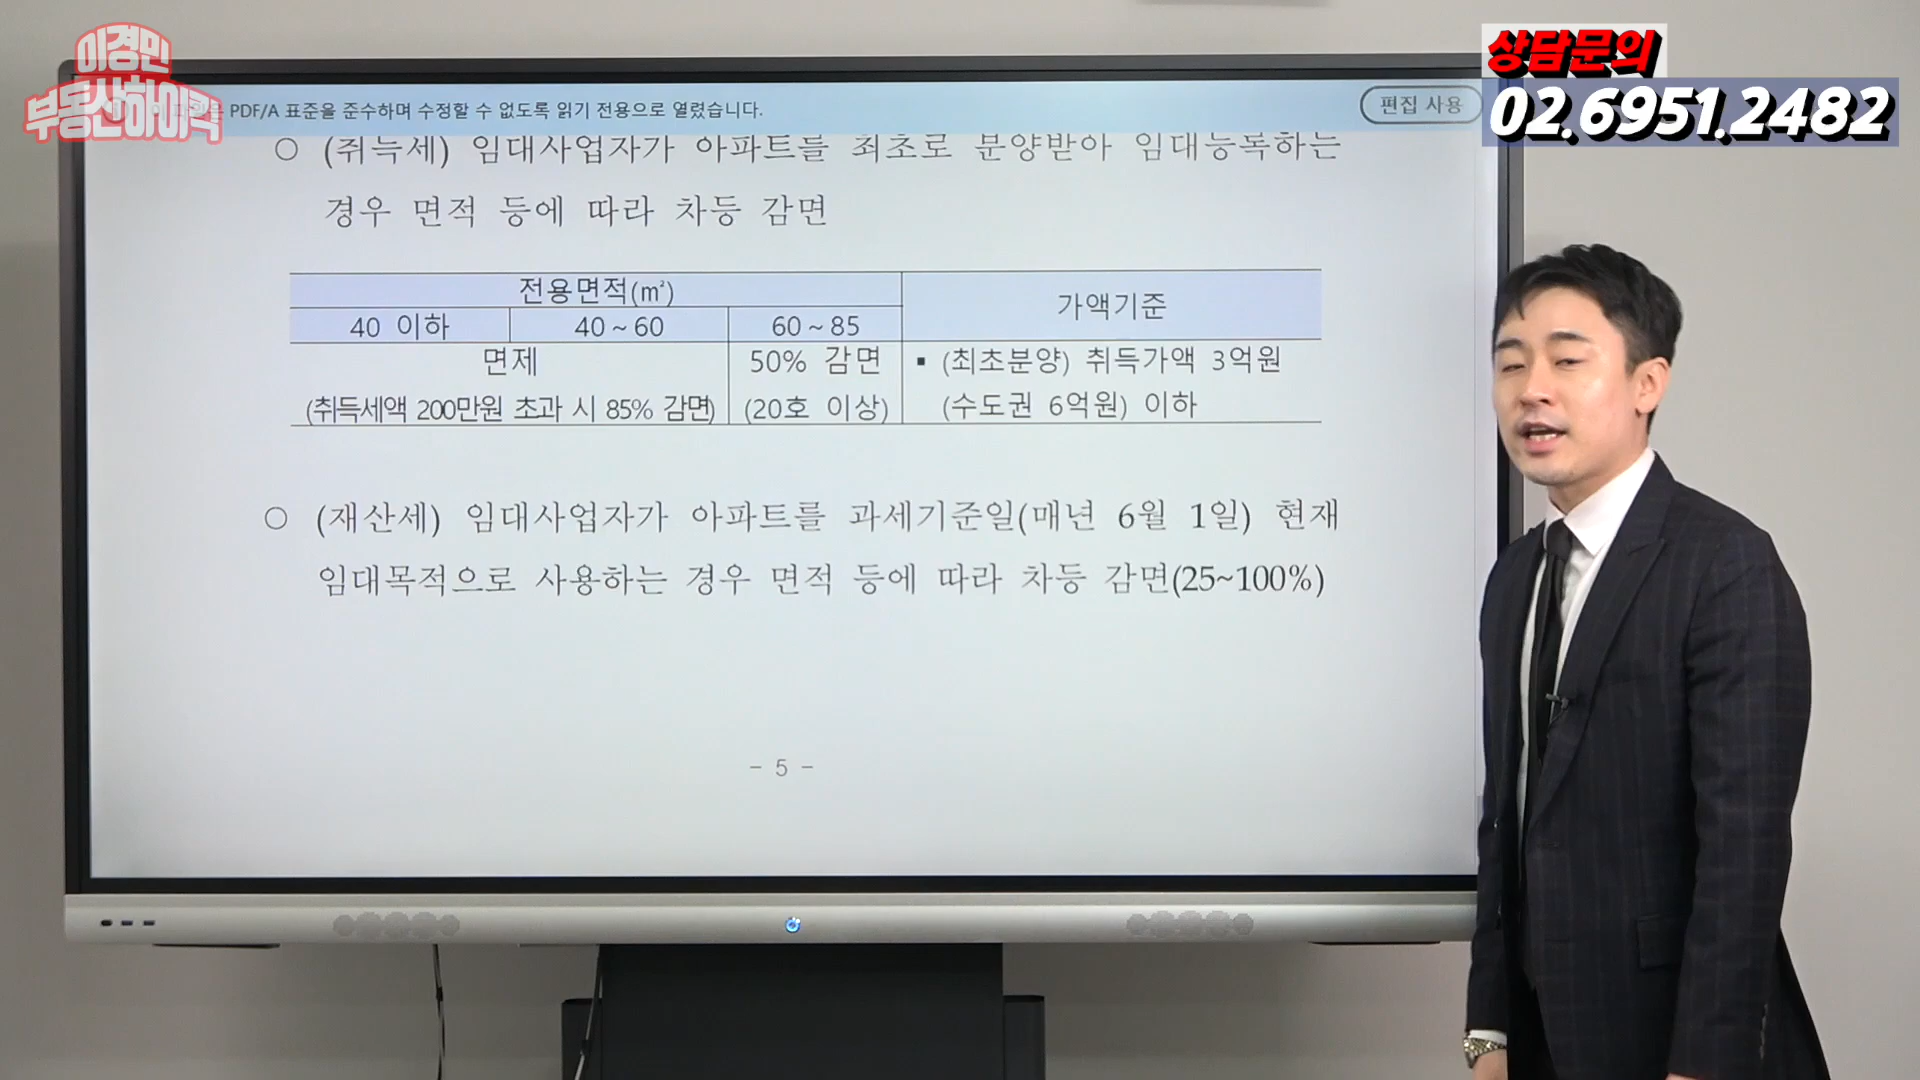 이경민
부동산하이킥
상담문의
02.6951.2482
은 PDF/A 표준을 준수하며 수정할 수 없도록 읽기 전용으로 열렸습니다.
편집 사용
○ (취득세) 임대사업자가 아파트를 최초로 분양받아 임대등록하는
경우 면적 등에 따라 차등 감면
전용면적(㎡)
가액기준
40 이하 40~60 60~85
면제 50% 감면 ▪ (최초분양) 취득가액 3억원
(취득세액 200만원 초과 시 85% 감면) (20호 이상) (수도권 6억원) 이하
○ (재산세) 임대사업자가 아파트를 과세기준일(매년 6월 1일) 현재
임대목적으로 사용하는 경우 면적 등에 따라 차등 감면(25~100%)
- 5 -